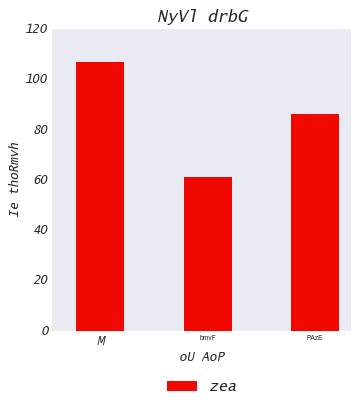 NyVl drbG
120
100
80
60
40
20
0
Ie thoRmvh
M
bmvF
PAzE
oU AoP
zea